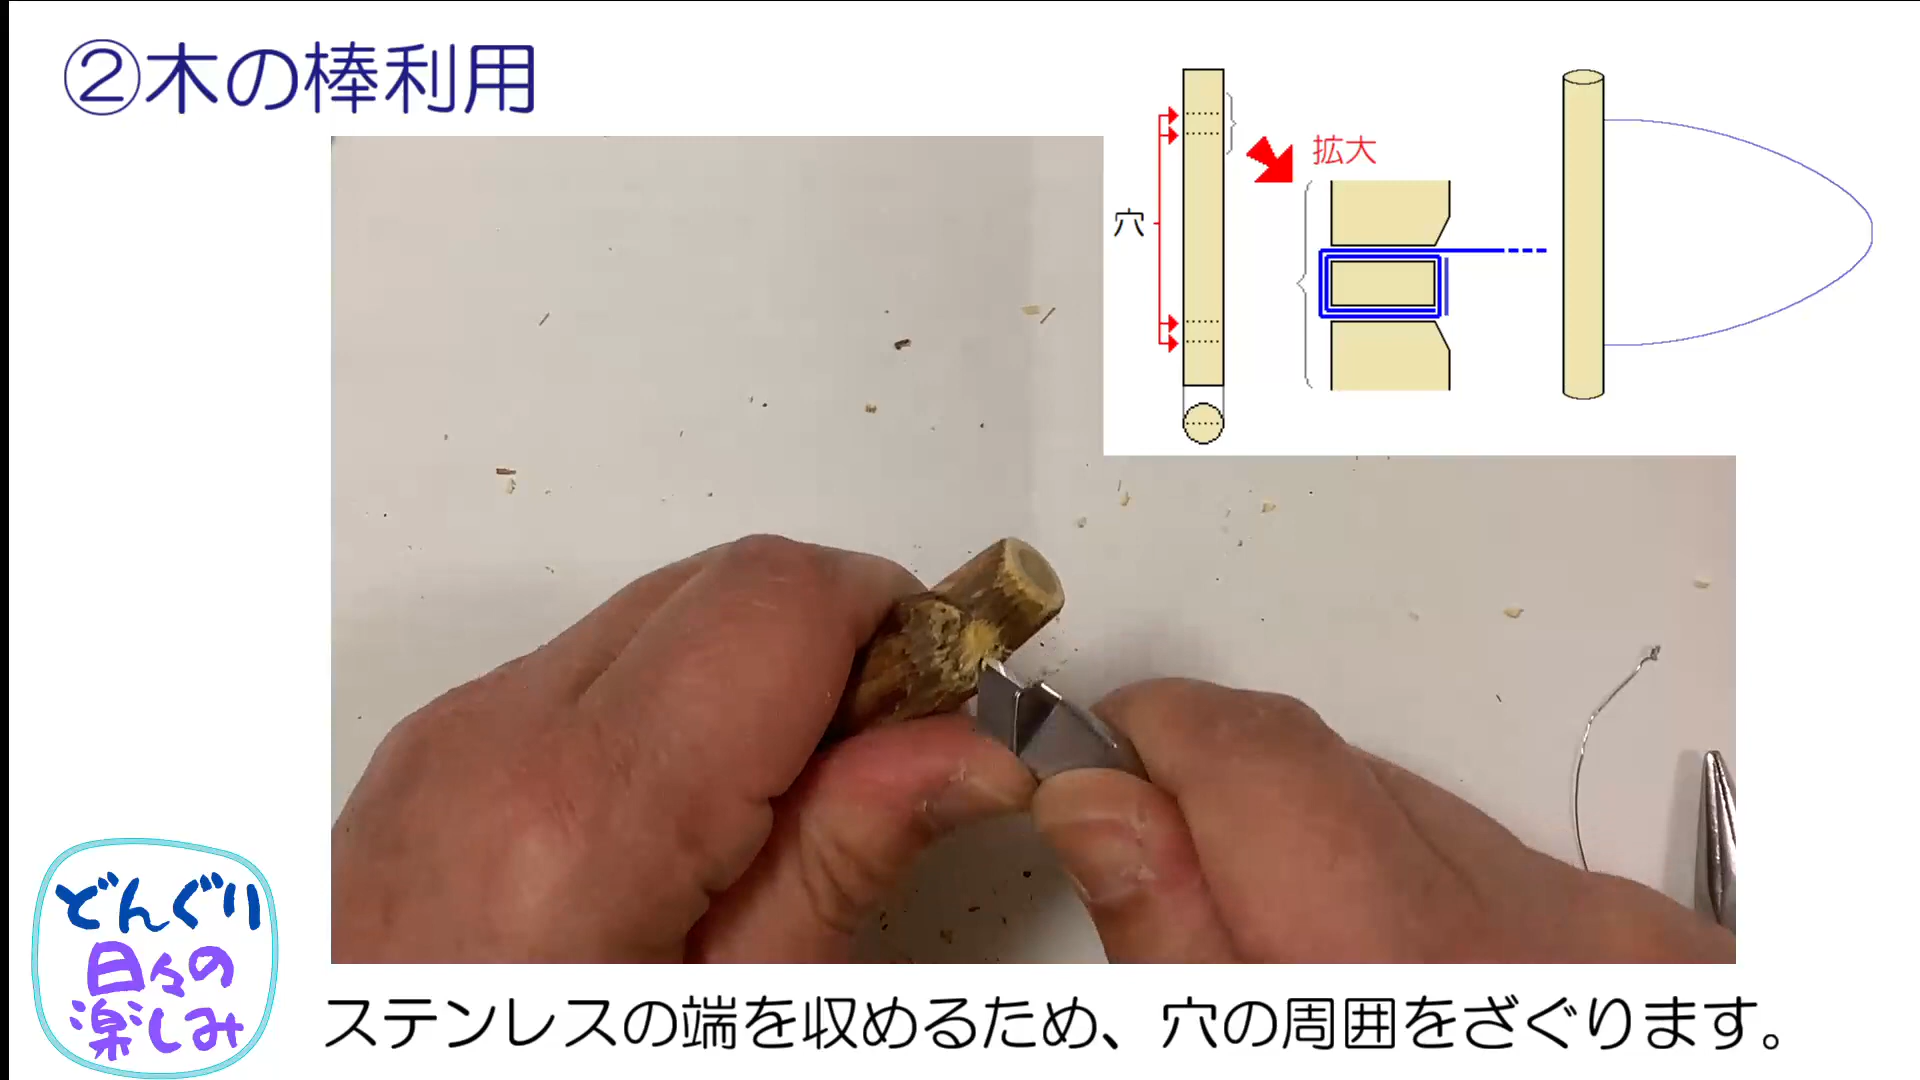 ②木の棒利用
拡大
穴
どんぐり
日々の
楽しみ
ステンレスの端を収めるため、穴の周囲をざぐります。